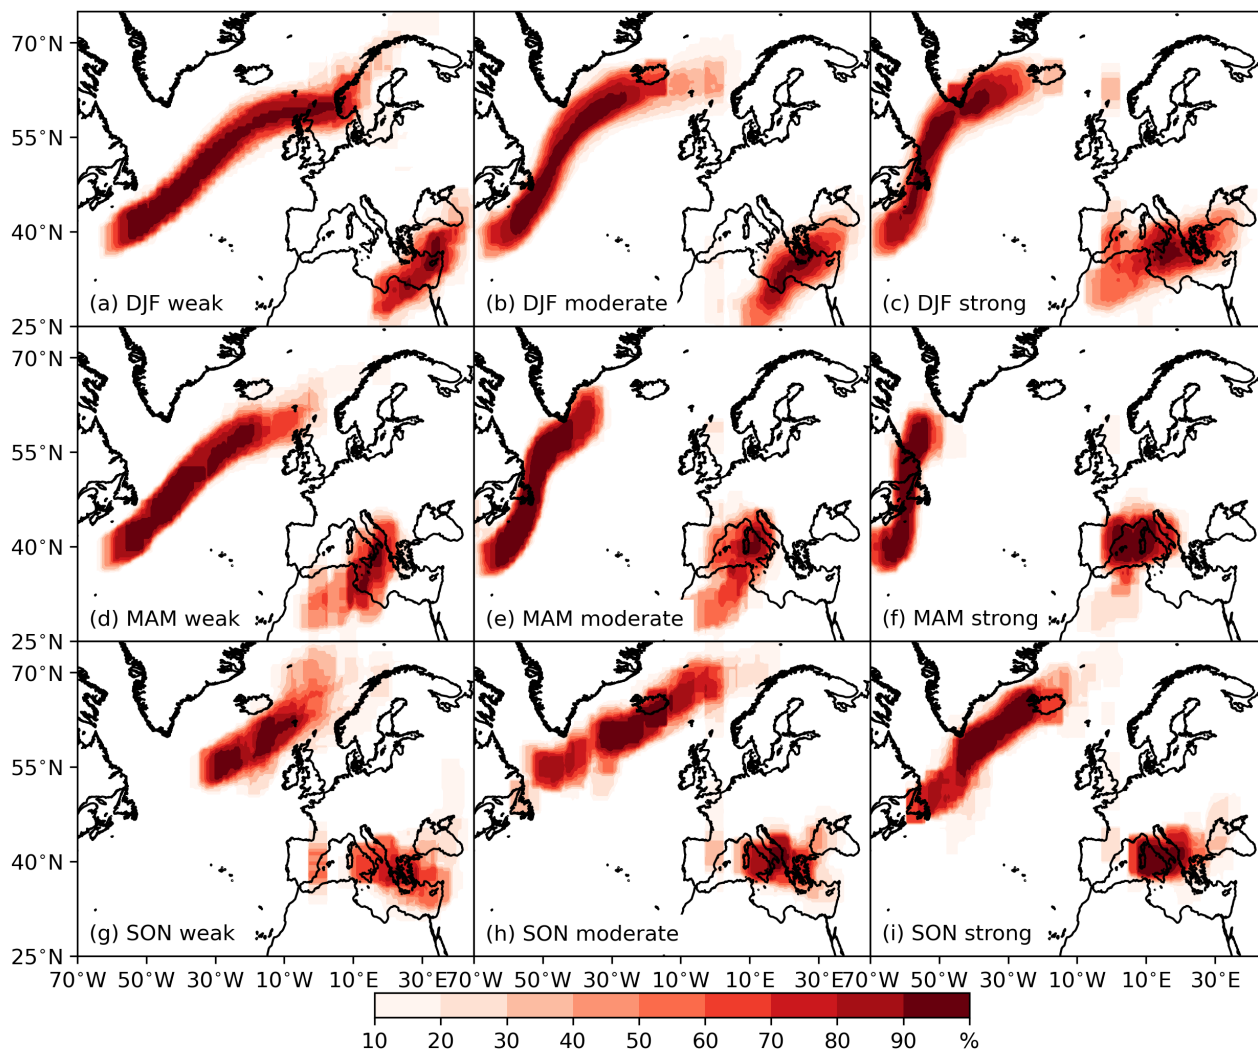 70°N
55°N
40°N
(a) DJF weak
(b) DJF moderate
(c) DJF strong
25°N
70°N
55°N
40°N
(d) MAM weak
(e) MAM moderate
(f) MAM strong
25°N
70°N
55°N
40°N
(g) SON weak
(h) SON moderate
(i) SON strong
25°N
70°W 50°W 30°W 10°W 10°E 30°E 70°W 50°W 30°W 10°W 10°E 30°E 70°W 50°W 30°W 10°W 10°E 30°E
10 20 30 40 50 60 70 80 90 %